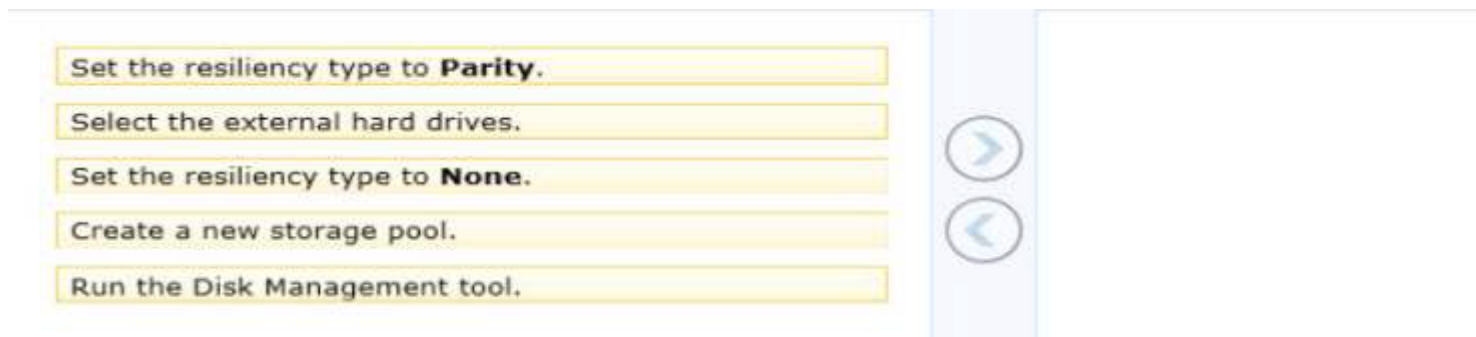 Set the resiliency type to Parity.
Select the external hard drives.
Set the resiliency type to None.
Create a new storage pool.
Run the Disk Management tool.